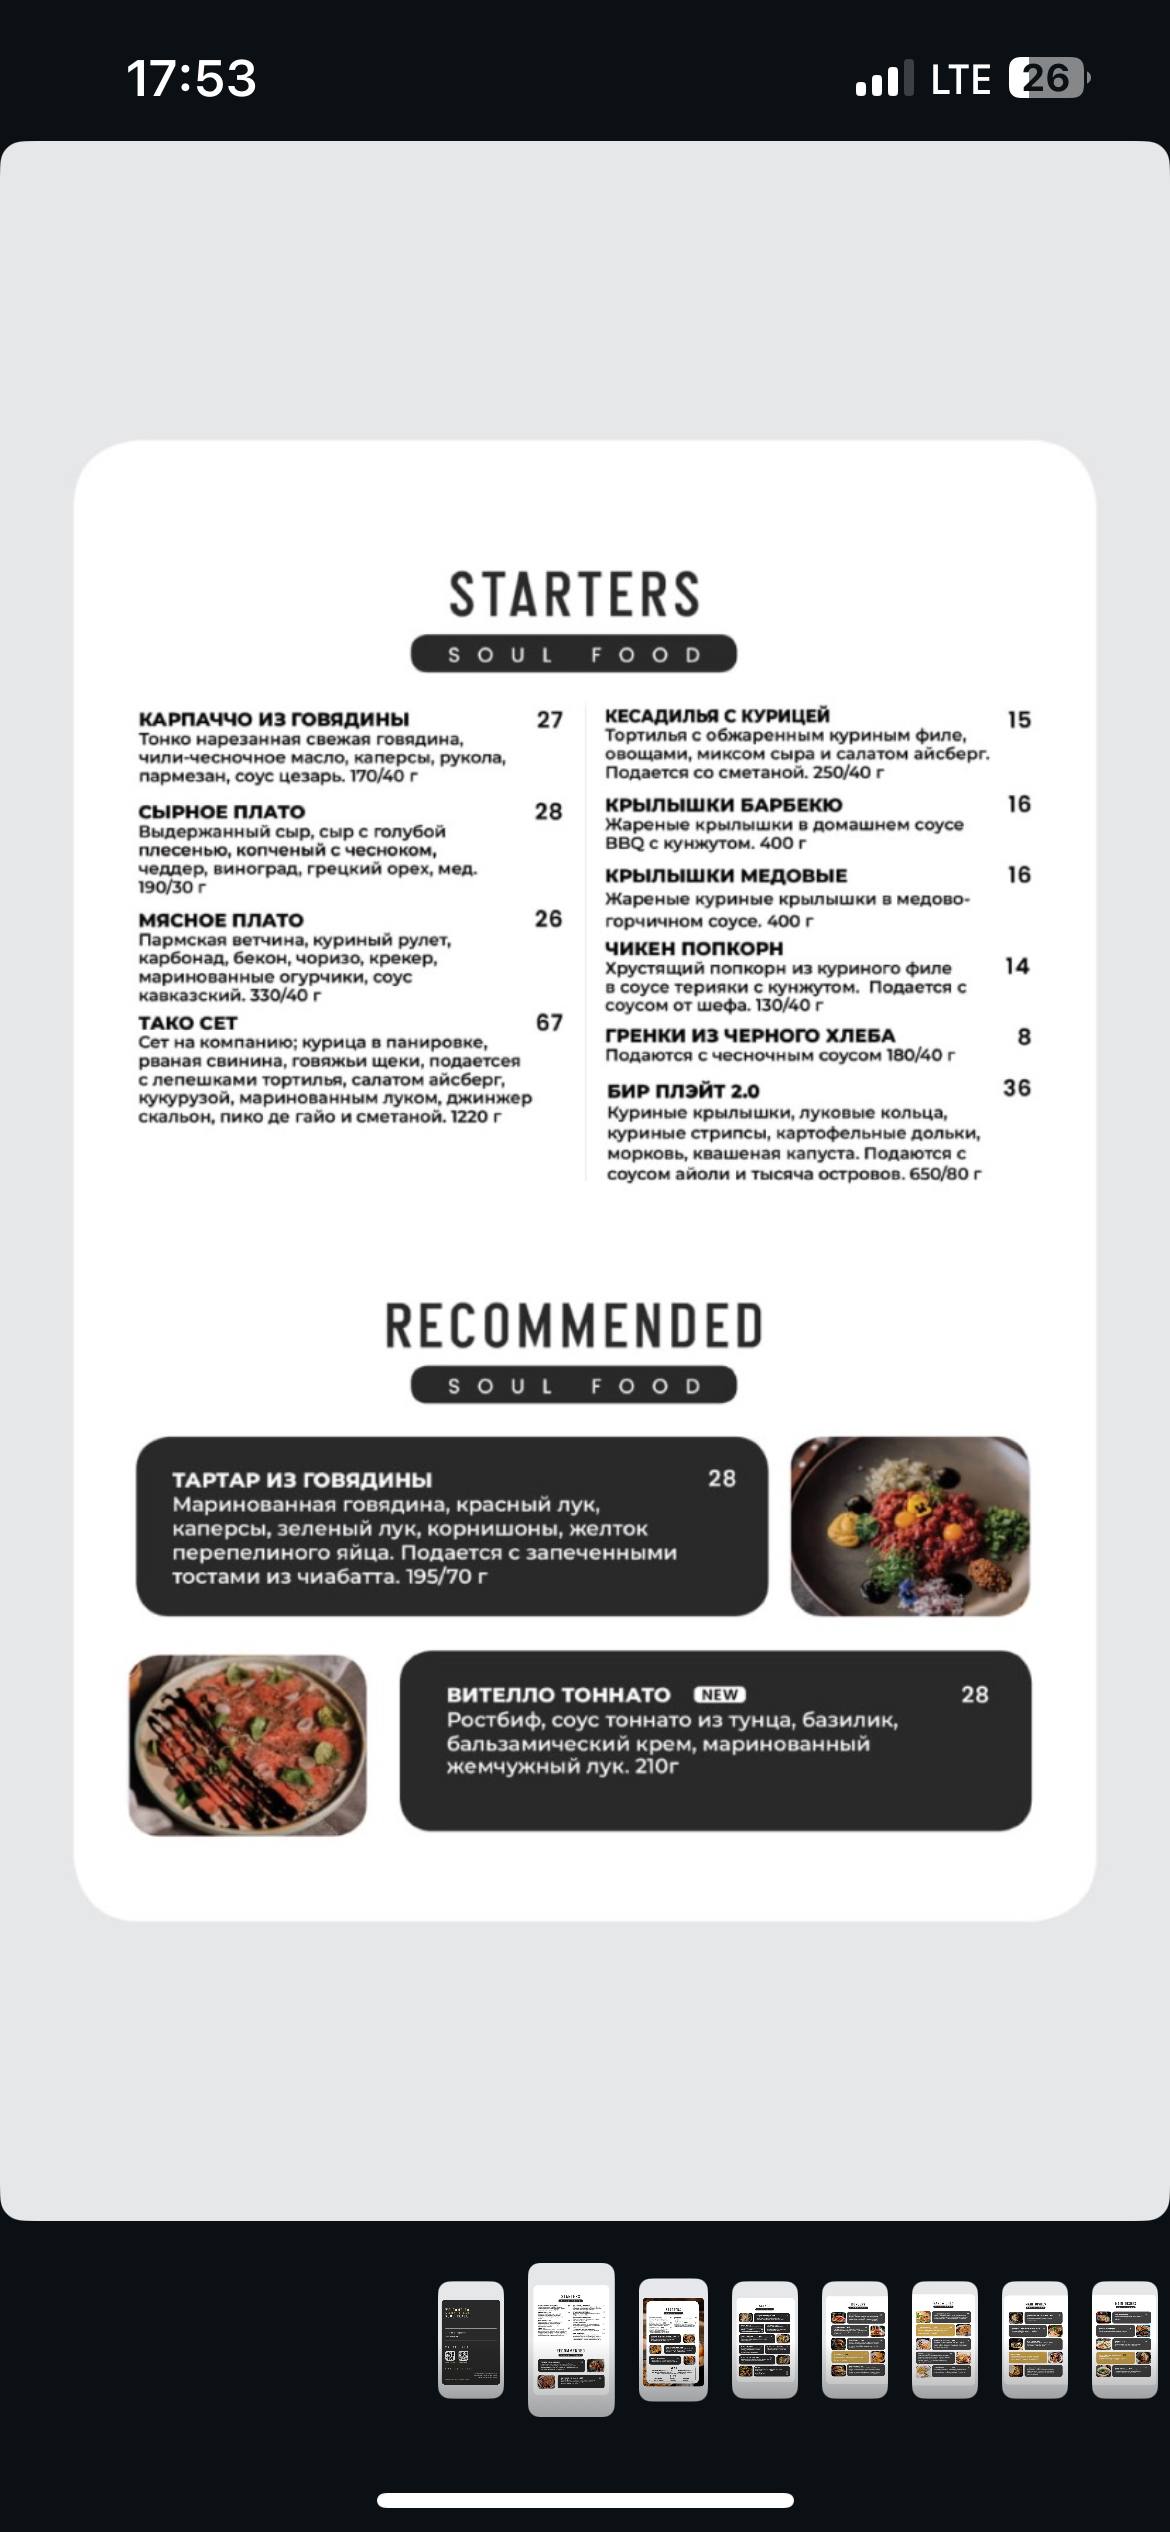 17:53
LTE 26
STARTERS
SOUL FOOD
КАРПАЧЧО ИЗ ГОВЯДИНЫ 27
Тонко нарезанная свежая говядина,
чили-чесночное масло, каперсы, рукола,
пармезан, соус цезарь. 170/40 г
СЫРНОЕ ПЛАТО 28
Выдержанный сыр, сыр с голубой
плесенью, копченый с чесноком,
чеддер, виноград, грецкий орех, мед.
190/30 г
МЯСНОЕ ПЛАТО 26
Пармская ветчина, куриный рулет,
карбонад, бекон, чоризо, крекер,
маринованные огурчики, соус
кавказский. 330/40 г
ТАКО СЕТ 67
Сет на компанию; курица в панировке,
рваная свинина, говяжьи щеки, подаетсея
с лепешками тортилья, салатом айсберг,
кукурузой, маринованным луком, джинжер
скальон, пико де гайо и сметаной. 1220 г
КЕСАДИЛЬЯ С КУРИЦЕЙ 15
Тортилья с обжаренным куриным филе,
овощами, миксом сыра и салатом айсберг.
Подается со сметаной. 250/40 г
КРЫЛЫШКИ БАРБЕКЮ 16
Жареные крылышки в домашнем соусе
BBQ с кунжутом. 400 г
КРЫЛЫШКИ МЕДОВЫЕ 16
Жареные куриные крылышки в медово-
горчичном соусе. 400 г
ЧИКЕН ПОПКОРН 14
Хрустящий попкорн из куриного филе
в соусе терияки с кунжутом. Подается с
соусом от шефа. 130/40 г
ГРЕНКИ ИЗ ЧЕРНОГО ХЛЕБА 8
Подаются с чесночным соусом 180/40 г
БИР ПЛЭЙТ 2.0 36
Куриные крылышки, луковые кольца,
куриные стрипсы, картофельные дольки,
морковь, квашеная капуста. Подаются с
соусом айоли и тысяча островов. 650/80 г
RECOMMENDED
SOUL FOOD
ТАРТАР ИЗ ГОВЯДИНЫ 28
Маринованная говядина, красный лук,
каперсы, зеленый лук, корнишоны, желток
перепелиного яйца. Подается с запеченными
тостами из чиабатта. 195/70 г
ВИТЕЛЛО ТОННАТО NEW 28
Ростбиф, соус тоннато из тунца, базилик,
бальзамический крем, маринованный
жемчужный лук. 210г